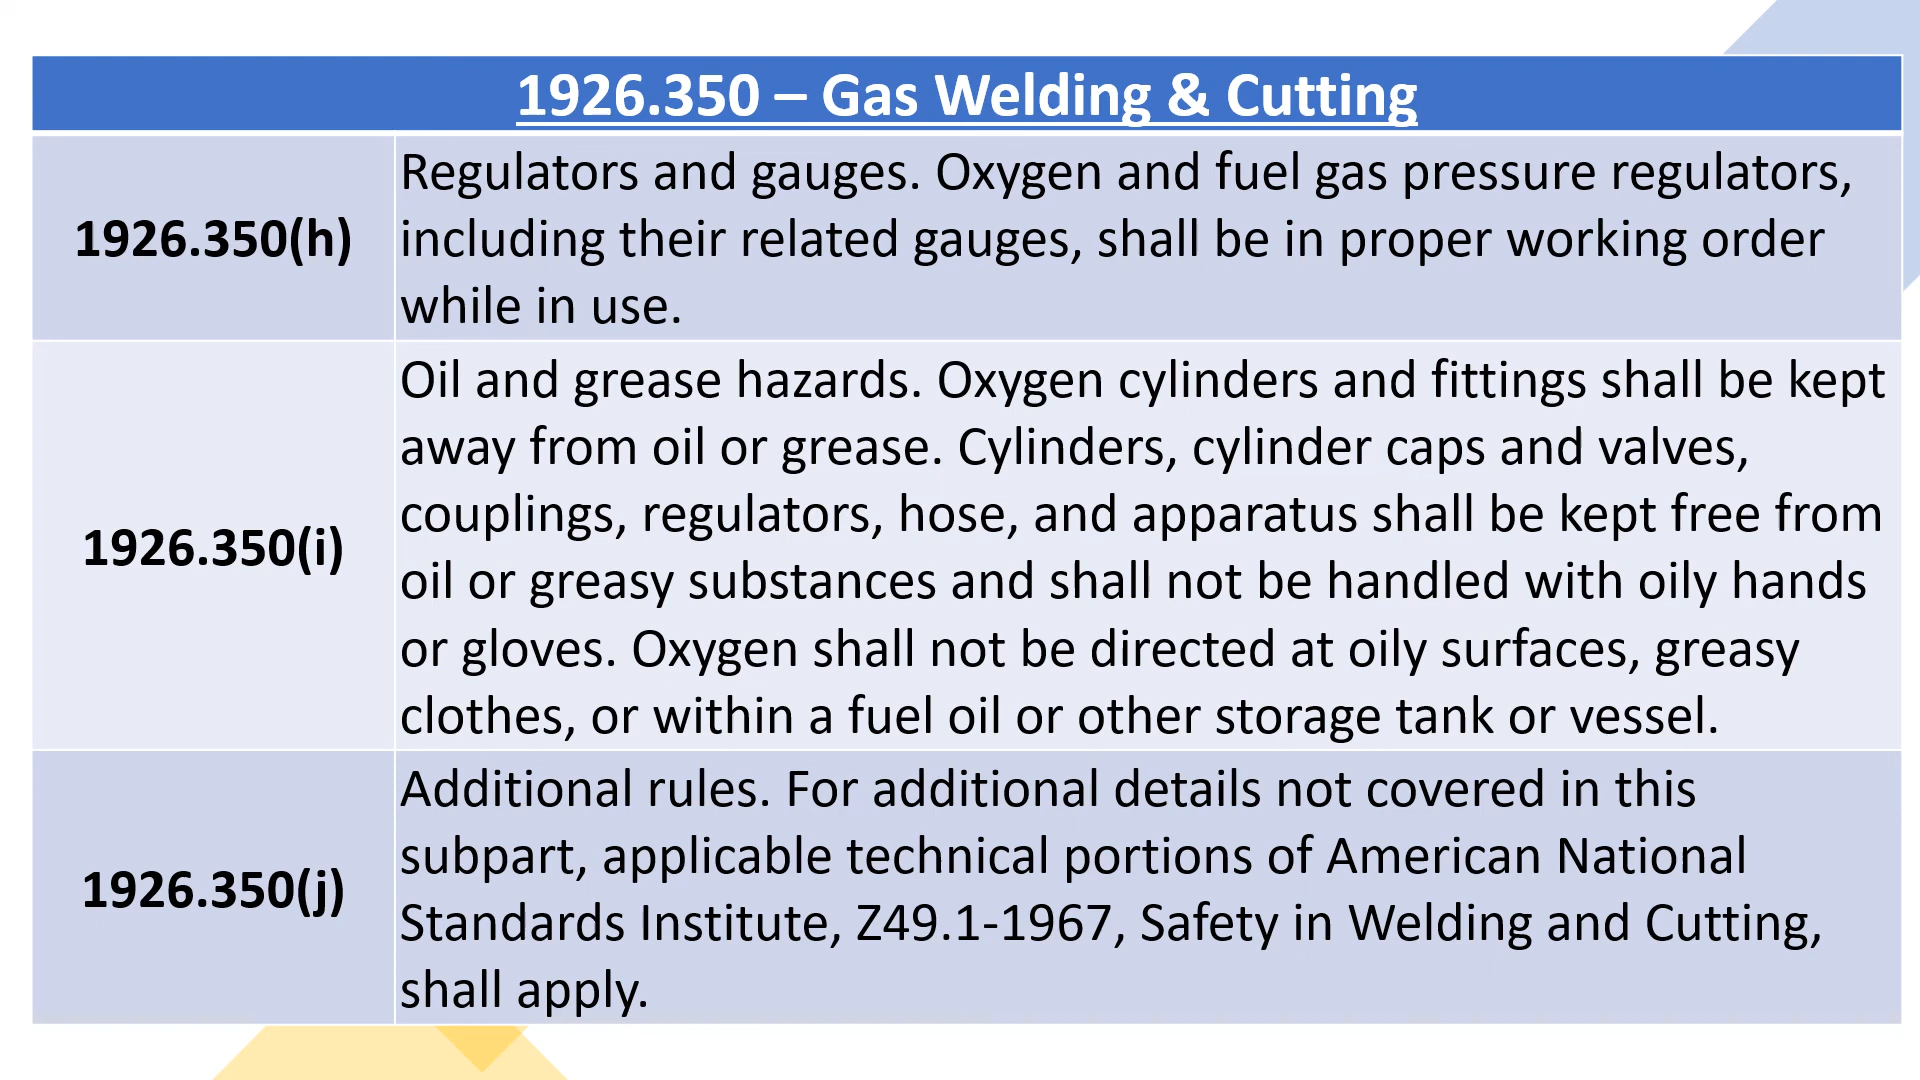 1926.350 – Gas Welding & Cutting
1926.350(h)
Regulators and gauges. Oxygen and fuel gas pressure regulators,
including their related gauges, shall be in proper working order
while in use.
1926.350(i)
Oil and grease hazards. Oxygen cylinders and fittings shall be kept
away from oil or grease. Cylinders, cylinder caps and valves,
couplings, regulators, hose, and apparatus shall be kept free from
oil or greasy substances and shall not be handled with oily hands
or gloves. Oxygen shall not be directed at oily surfaces, greasy
clothes, or within a fuel oil or other storage tank or vessel.
1926.350(j)
Additional rules. For additional details not covered in this
subpart, applicable technical portions of American National
Standards Institute, Z49.1-1967, Safety in Welding and Cutting,
shall apply.